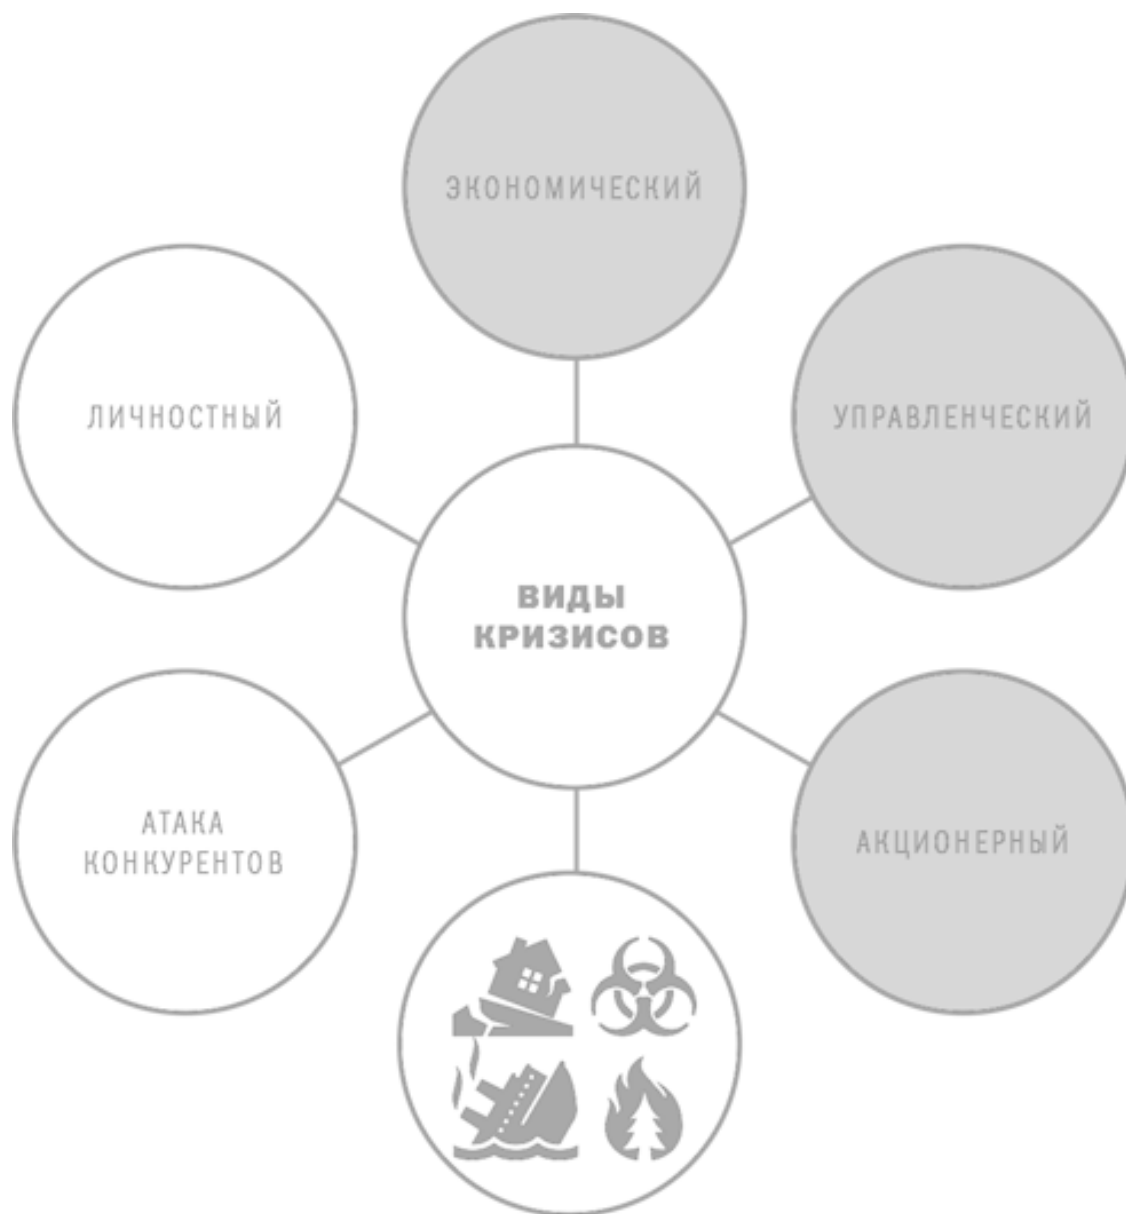 ЭКОНОМИЧЕСКИЙ
ЛИЧНОСТНЫЙ
УПРАВЛЕНЧЕСКИЙ
ВИДЫ
КРИЗИСОВ
АТАКА
КОНКУРЕНТОВ
АКЦИОНЕРНЫЙ